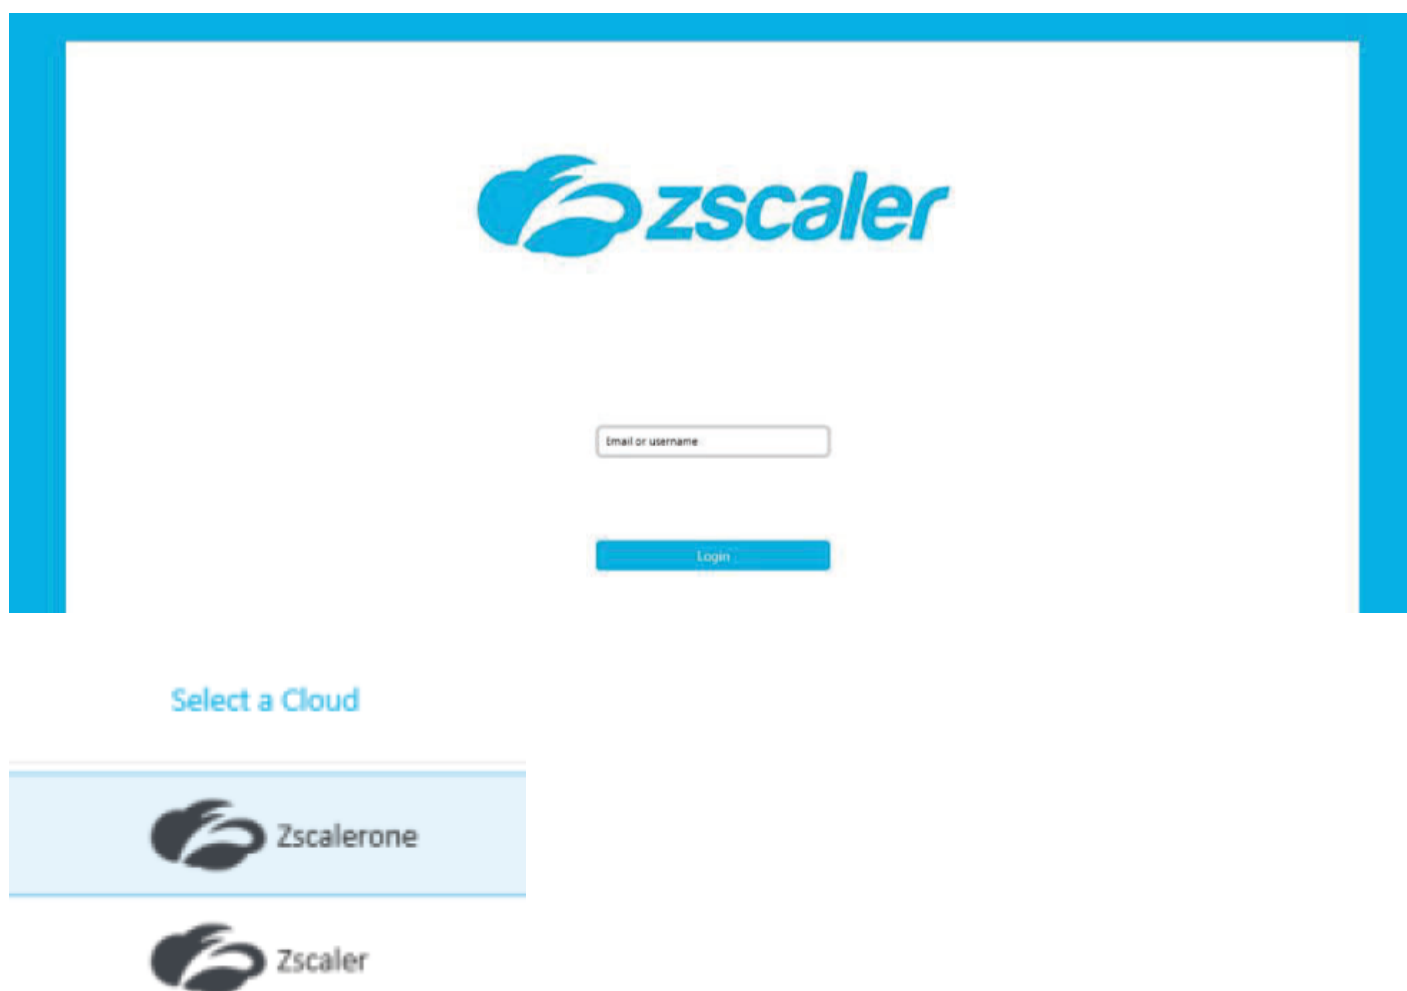 zscaler
Email or username
Login
Select a Cloud
Zscalerone
Zscaler